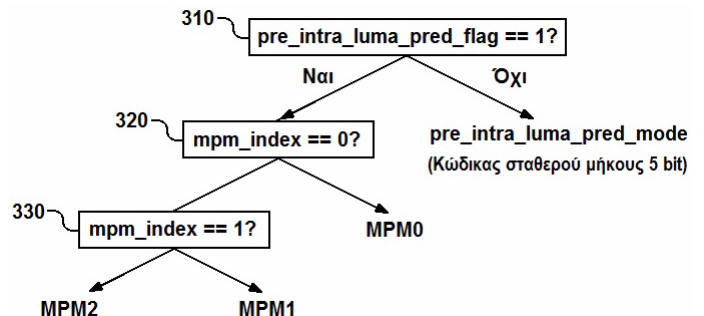 310
pre_intra_luma_pred_flag == 1?
Ναι
Όχι
320
mpm_index == 0?
pre_intra_luma_pred_mode
(Κώδικας σταθερού μήκους 5 bit)
330
mpm_index == 1?
MPM0
MPM2
MPM1